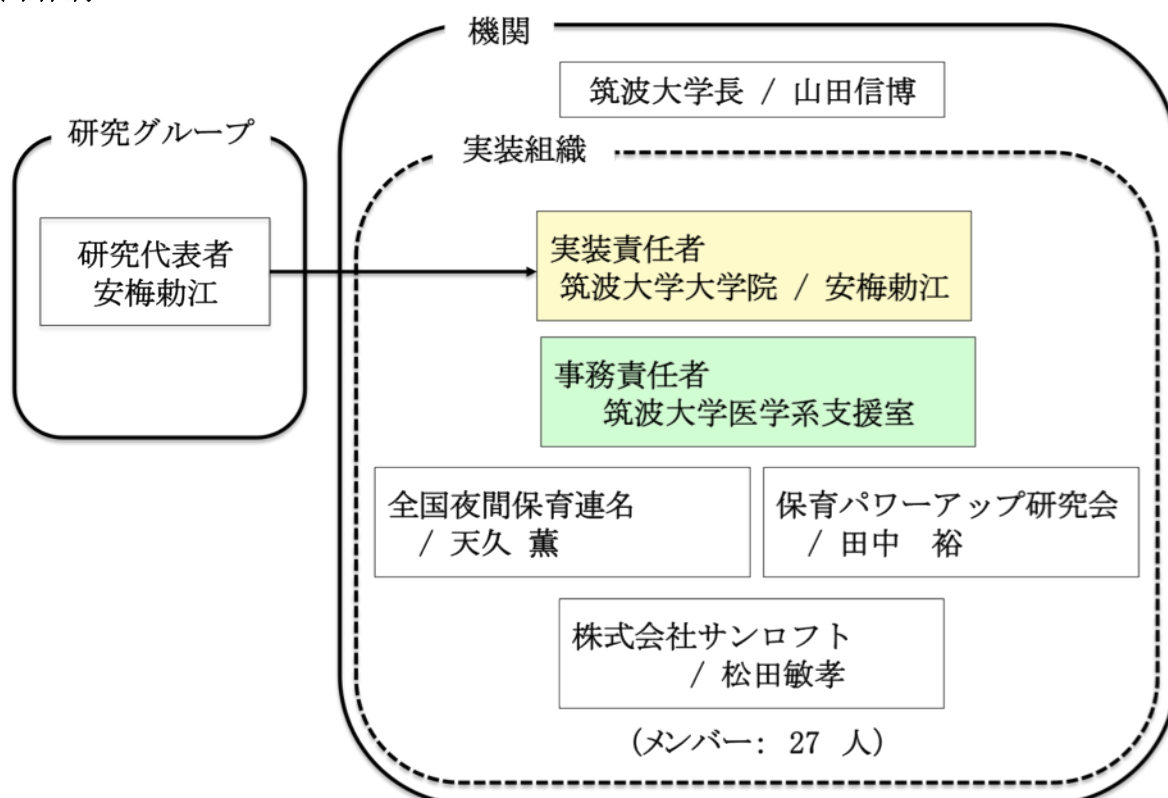 機関
筑波大学長 / 山田信博
研究グループ
実装組織
研究代表者
安梅勅江
実装責任者
筑波大学大学院 / 安梅勅江
事務責任者
筑波大学医学系支援室
全国夜間保育連名
/ 天久 薫
保育パワーアップ研究会
/ 田中 裕
株式会社サンロフト
/ 松田敏孝
(メンバー: 27 人)